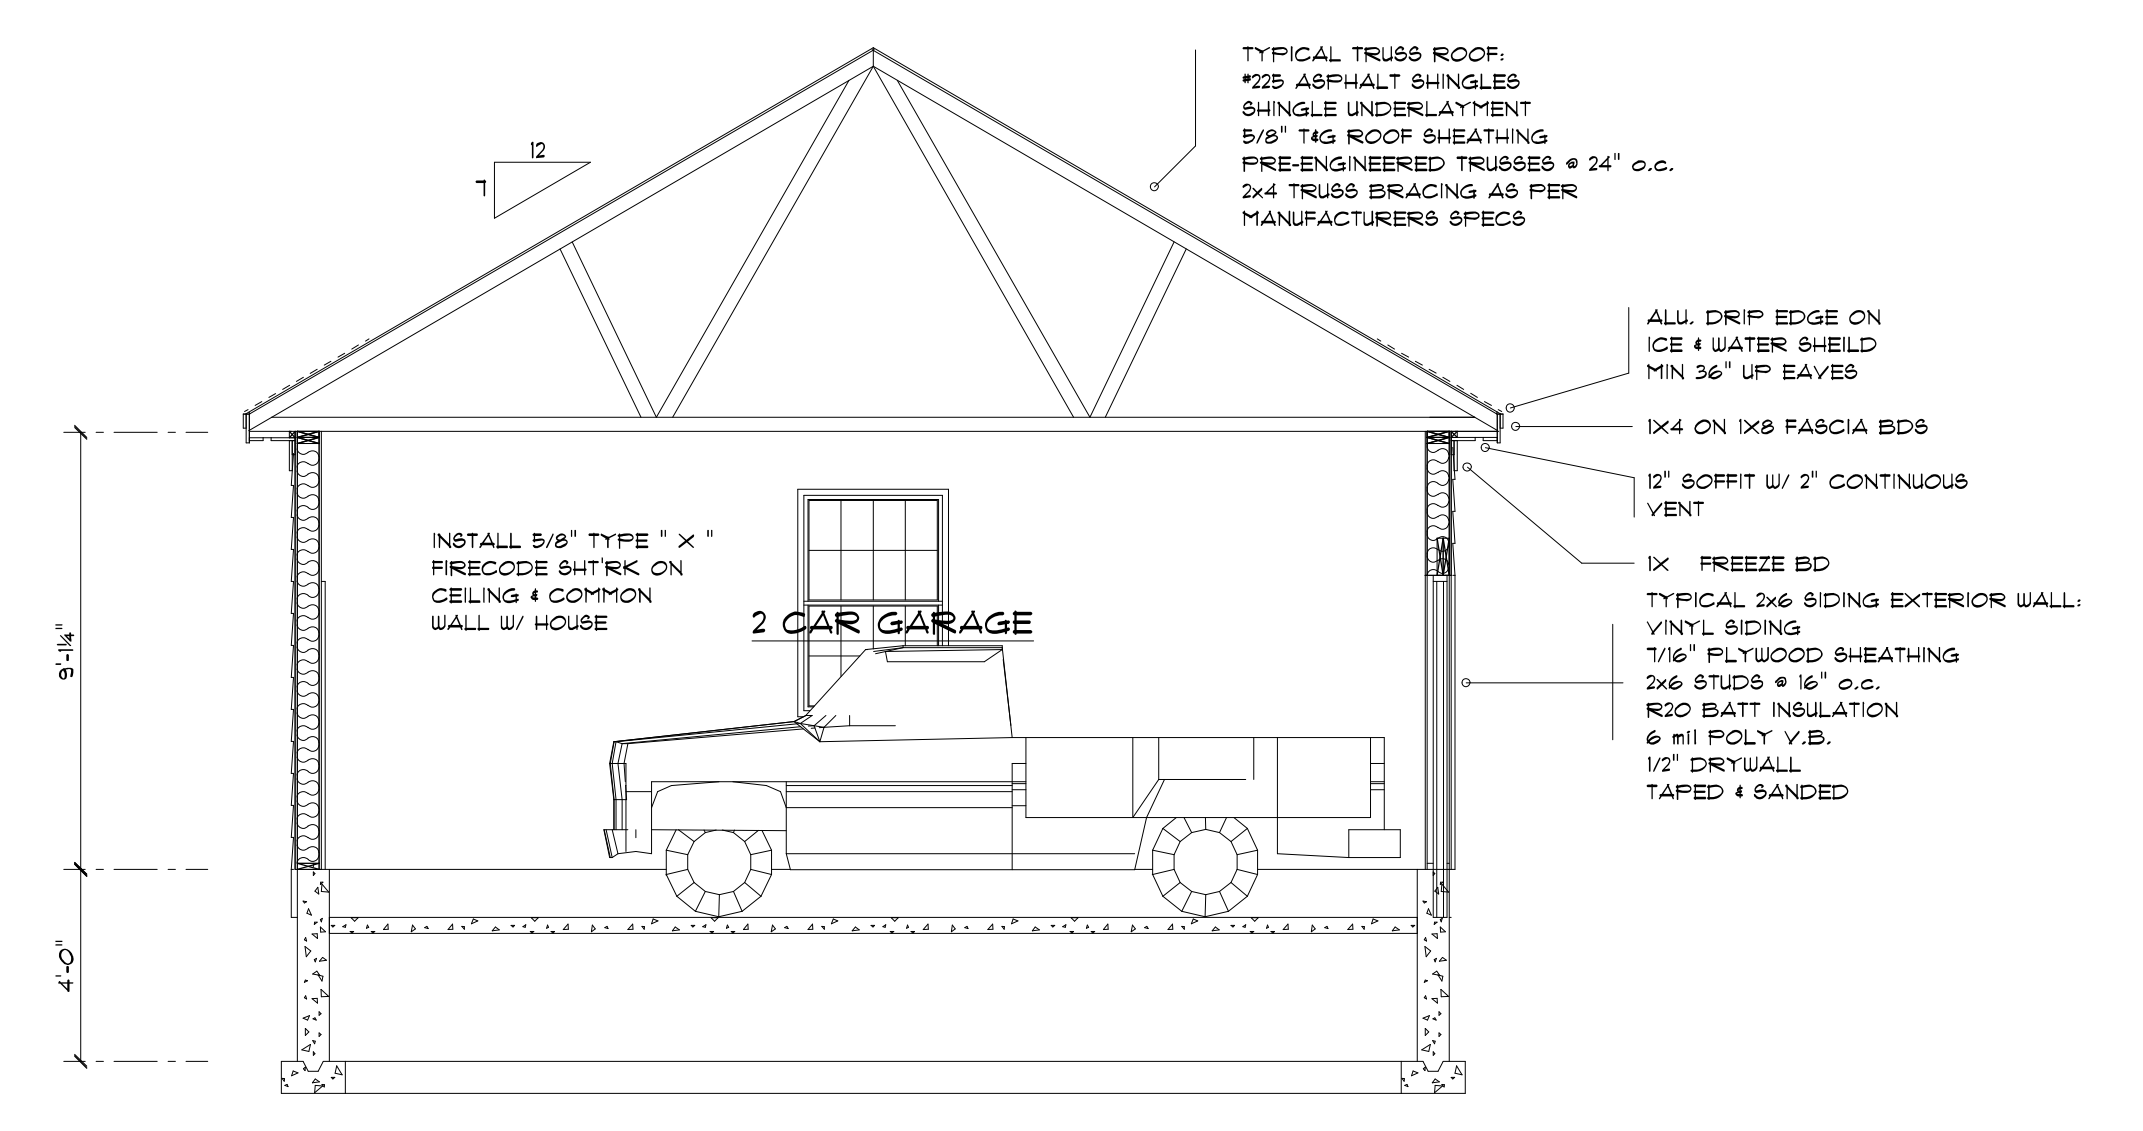 TYPICAL TRUSS ROOF:
#225 ASPHALT SHINGLES
SHINGLE UNDERLAYMENT
5/8" T&G ROOF SHEATHING
PRE-ENGINEERED TRUSSES @ 24" o.c.
2x4 TRUSS BRACING AS PER
MANUFACTURERS SPECS
12
7
ALU. DRIP EDGE ON
ICE & WATER SHEILD
MIN 36" UP EAVES
1X4 ON 1X8 FASCIA BDS
12" SOFFIT W/ 2" CONTINUOUS
VENT
1X FREEZE BD
INSTALL 5/8" TYPE " X "
FIRECODE SHT'RK ON
CEILING & COMMON
WALL W/ HOUSE
2 CAR GARAGE
TYPICAL 2x6 SIDING EXTERIOR WALL:
VINYL SIDING
7/16" PLYWOOD SHEATHING
2x6 STUDS @ 16" o.c.
R20 BATT INSULATION
6 mil POLY V.B.
1/2" DRYWALL
TAPED & SANDED
9'-1¼"
4'-0"